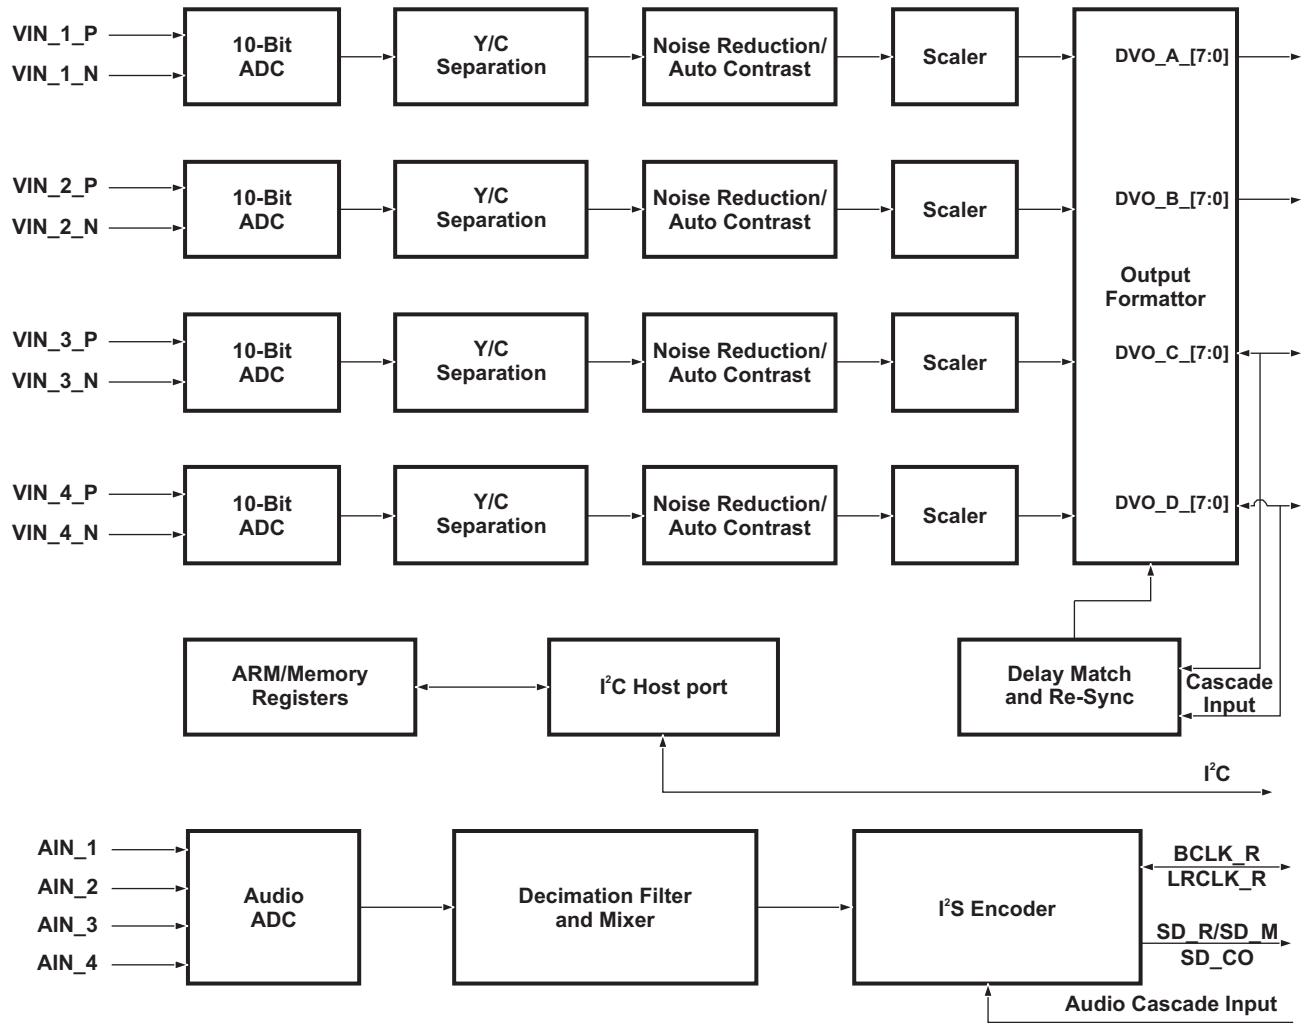 VIN_1_P
VIN_1_N
10-Bit
ADC
Y/C
Separation
Noise Reduction/
Auto Contrast
Scaler
DVO_A_[7:0]
VIN_2_P
VIN_2_N
10-Bit
ADC
Y/C
Separation
Noise Reduction/
Auto Contrast
Scaler
DVO_B_[7:0]
Output
Formattor
VIN_3_P
VIN_3_N
10-Bit
ADC
Y/C
Separation
Noise Reduction/
Auto Contrast
Scaler
DVO_C_[7:0]
VIN_4_P
VIN_4_N
10-Bit
ADC
Y/C
Separation
Noise Reduction/
Auto Contrast
Scaler
DVO_D_[7:0]
ARM/Memory
Registers
I²C Host port
Delay Match
and Re-Sync
Cascade
Input
I²C
AIN_1
AIN_2
AIN_3
AIN_4
Audio
ADC
Decimation Filter
and Mixer
I²S Encoder
BCLK_R
LRCLK_R
SD_R/SD_M
SD_CO
Audio Cascade Input